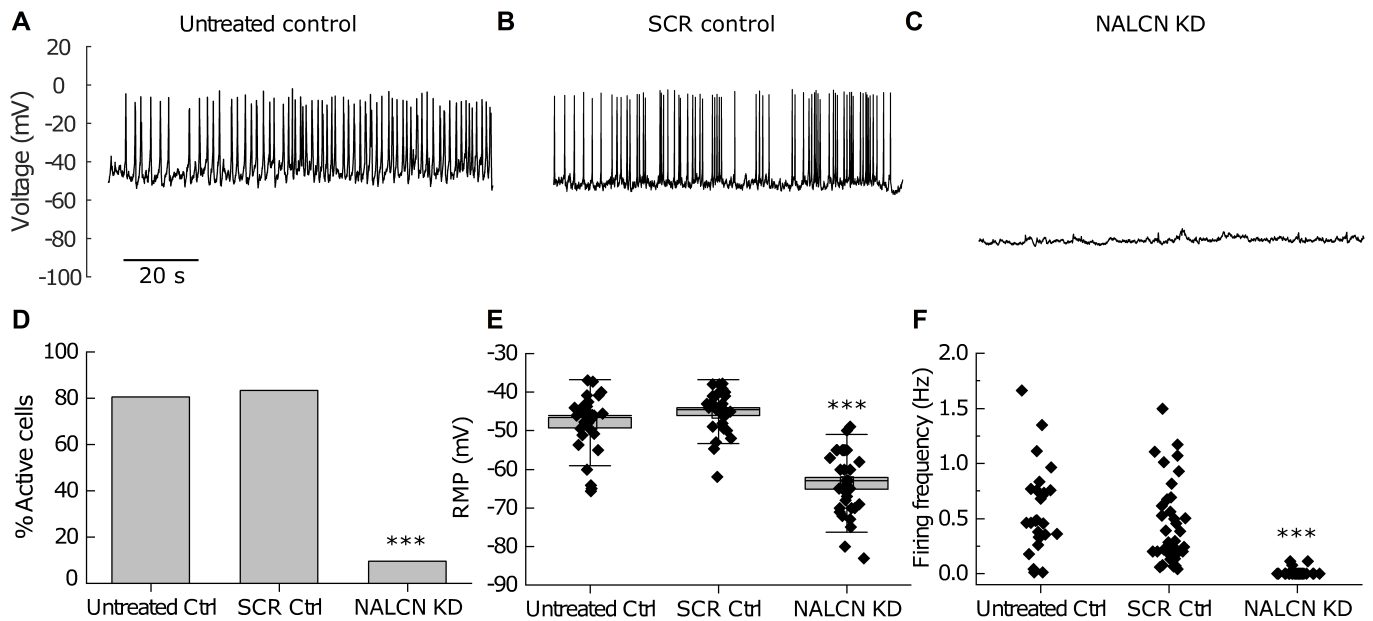 A Untreated control
B SCR control
C NALCN KD
Voltage (mV)
20
0
-20
-40
-60
-80
-100
20 s
D
% Active cells
100
80
60
40
20
0
***
Untreated Ctrl SCR Ctrl NALCN KD
E
RMP (mV)
-30
-40
-50
-60
-70
-80
-90
***
Untreated Ctrl SCR Ctrl NALCN KD
F
Firing frequency (Hz)
2.0
1.5
1.0
0.5
0.0
***
Untreated Ctrl SCR Ctrl NALCN KD